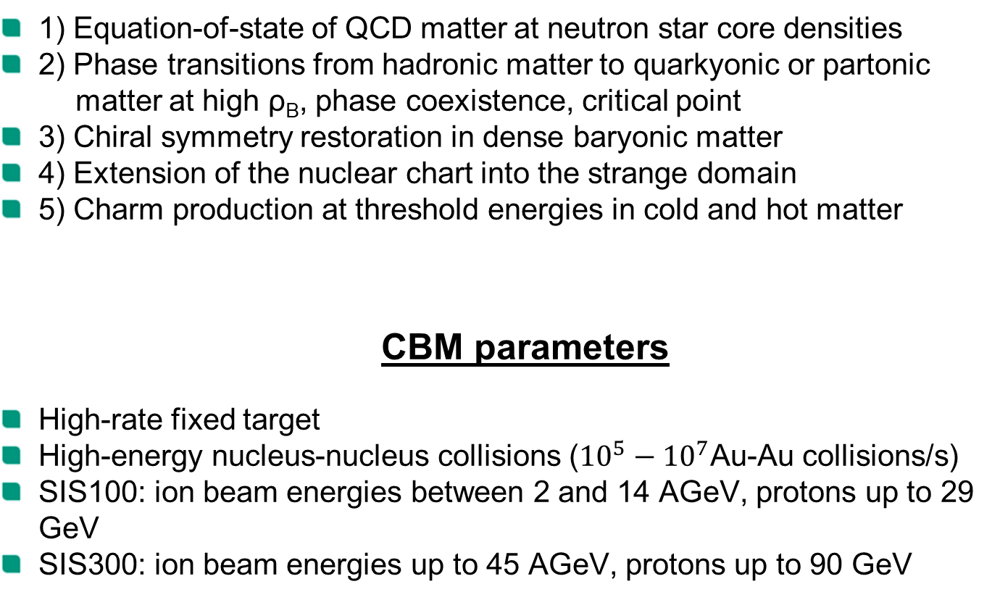 1) Equation-of-state of QCD matter at neutron star core densities
2) Phase transitions from hadronic matter to quarkyonic or partonic
matter at high ρ_B, phase coexistence, critical point
3) Chiral symmetry restoration in dense baryonic matter
4) Extension of the nuclear chart into the strange domain
5) Charm production at threshold energies in cold and hot matter
CBM parameters
High-rate fixed target
High-energy nucleus-nucleus collisions (10⁵ − 10⁷ Au-Au collisions/s)
SIS100: ion beam energies between 2 and 14 AGeV, protons up to 29
GeV
SIS300: ion beam energies up to 45 AGeV, protons up to 90 GeV